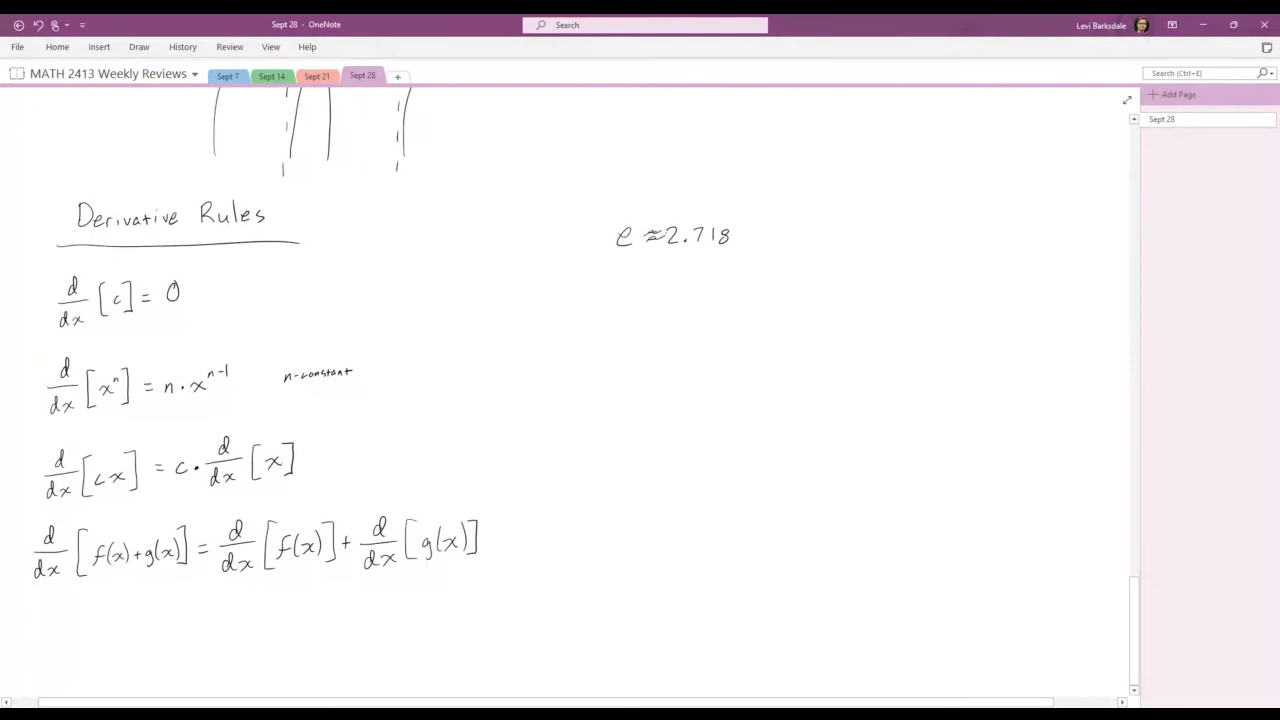 Sept 28 - OneNote
Search
Levi Barksdale
File Home Insert Draw History Review View Help
MATH 2413 Weekly Reviews
Sept 7 Sept 14 Sept 21 Sept 28 +
Search (Ctrl+E)
+ Add Page
Sept 28
Derivative Rules
e ≈ 2.718
d/dx [c] = 0
d/dx [x^n] = n · x^(n-1) n-constant
d/dx [cx] = c · d/dx [x]
d/dx [f(x)+g(x)] = d/dx [f(x)] + d/dx [g(x)]